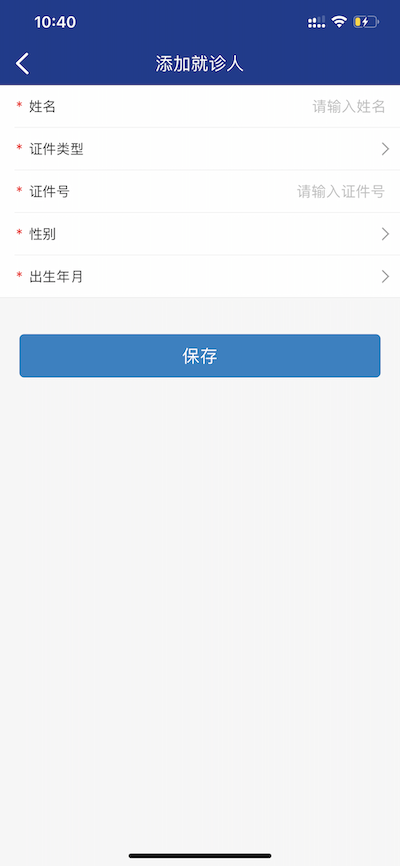 10:40
添加就诊人
* 姓名 请输入姓名
* 证件类型
* 证件号 请输入证件号
* 性别
* 出生年月
保存